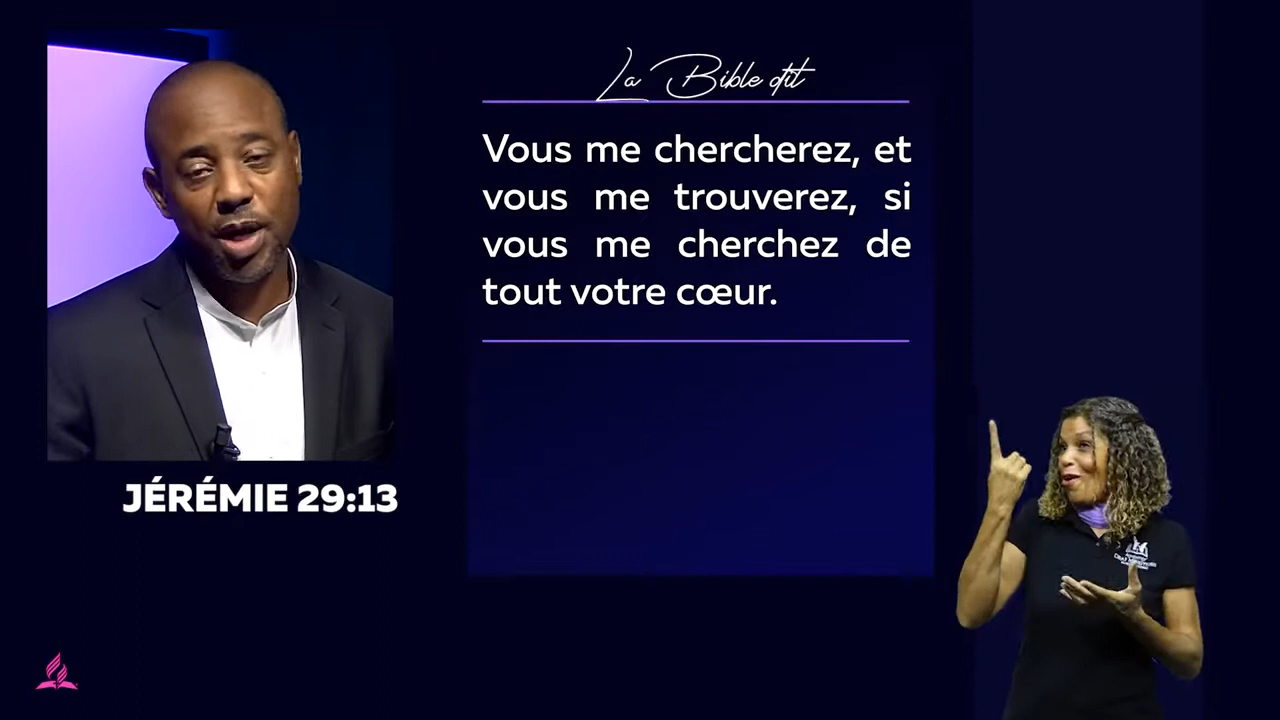 La Bible dit
Vous me chercherez, et
vous me trouverez, si
vous me cherchez de
tout votre cœur.
JÉRÉMIE 29:13